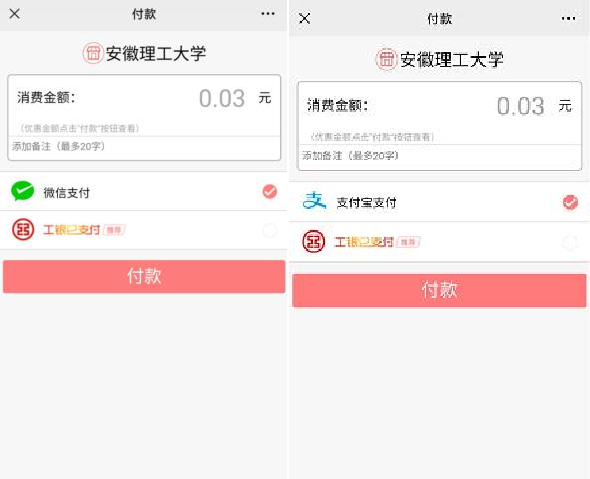 付款
安徽理工大学
消费金额： 0.03 元
（优惠金额点击“付款”按钮查看）
添加备注（最多20字）
微信支付
工银e支付 推荐
付款
付款
安徽理工大学
消费金额： 0.03 元
（优惠金额点击“付款”按钮查看）
添加备注（最多20字）
支 支付宝支付
工银e支付 推荐
付款